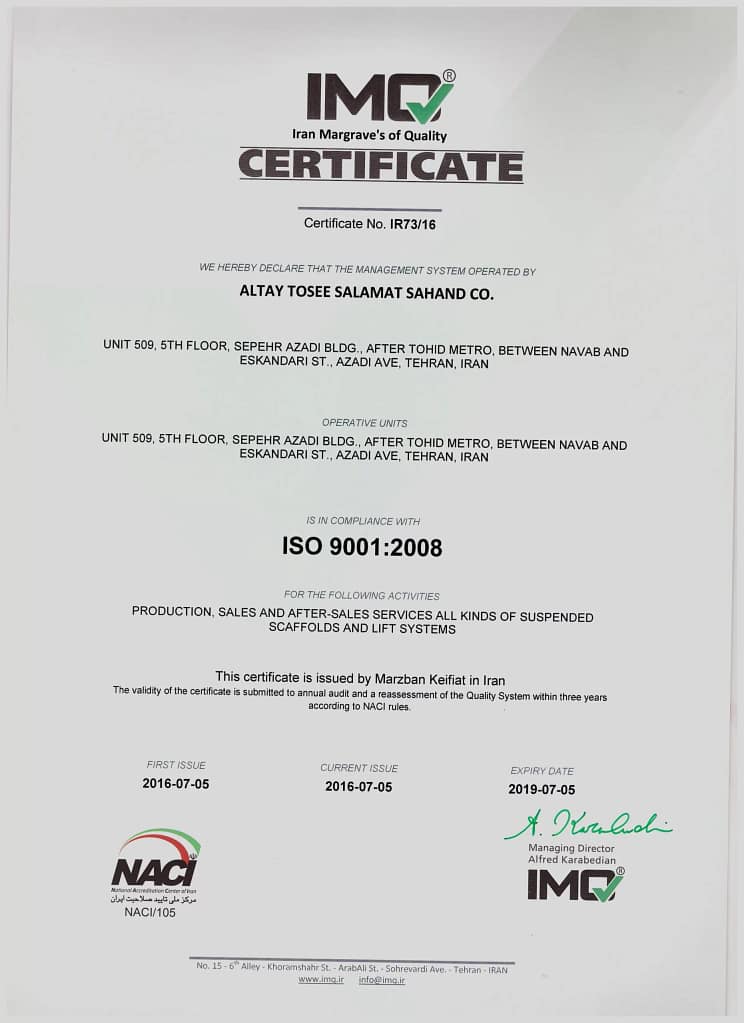 IMQ®
Iran Margrave's of Quality
CERTIFICATE
Certificate No. IR73/16
WE HEREBY DECLARE THAT THE MANAGEMENT SYSTEM OPERATED BY
ALTAY TOSEE SALAMAT SAHAND CO.
UNIT 509, 5TH FLOOR, SEPEHR AZADI BLDG., AFTER TOHID METRO, BETWEEN NAVAB AND
ESKANDARI ST., AZADI AVE, TEHRAN, IRAN
OPERATIVE UNITS
UNIT 509, 5TH FLOOR, SEPEHR AZADI BLDG., AFTER TOHID METRO, BETWEEN NAVAB AND
ESKANDARI ST., AZADI AVE, TEHRAN, IRAN
IS IN COMPLIANCE WITH
ISO 9001:2008
FOR THE FOLLOWING ACTIVITIES
PRODUCTION, SALES AND AFTER-SALES SERVICES ALL KINDS OF SUSPENDED
SCAFFOLDS AND LIFT SYSTEMS
This certificate is issued by Marzban Keifiat in Iran
The validity of the certificate is submitted to annual audit and a reassessment of the Quality System within three years
according to NACI rules.
FIRST ISSUE
2016-07-05
CURRENT ISSUE
2016-07-05
EXPIRY DATE
2019-07-05
NACI
National Accreditation Center of Iran
مرکز ملی تایید صلاحیت ایران
NACI/105
Managing Director
Alfred Karabedian
IMQ®
No. 15 - 6th Alley - Khoramshahr St. - ArabAli St. - Sohrevardi Ave. - Tehran - IRAN
www.imq.ir info@imq.ir